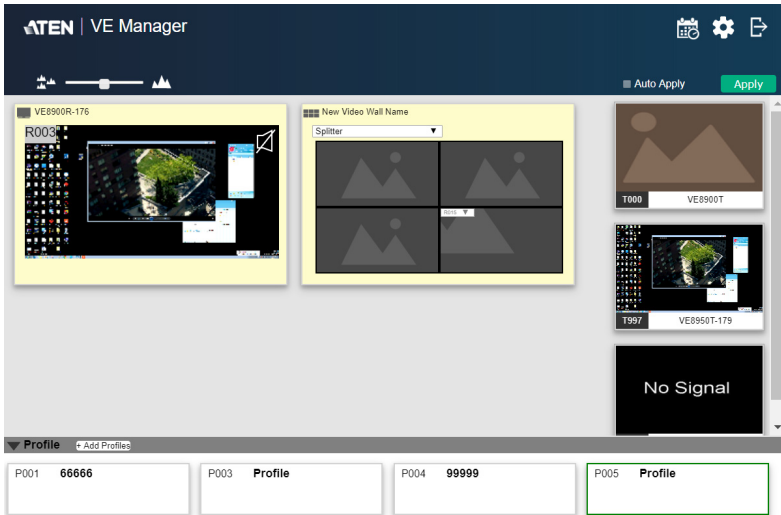 ATEN | VE Manager
Auto Apply
Apply
VE8900R-176
R003
New Video Wall Name
Splitter
R016
T000 VE8900T
T997 VE8950T-179
No Signal
Profile + Add Profiles
P001 66666
P003 Profile
P004 99999
P005 Profile